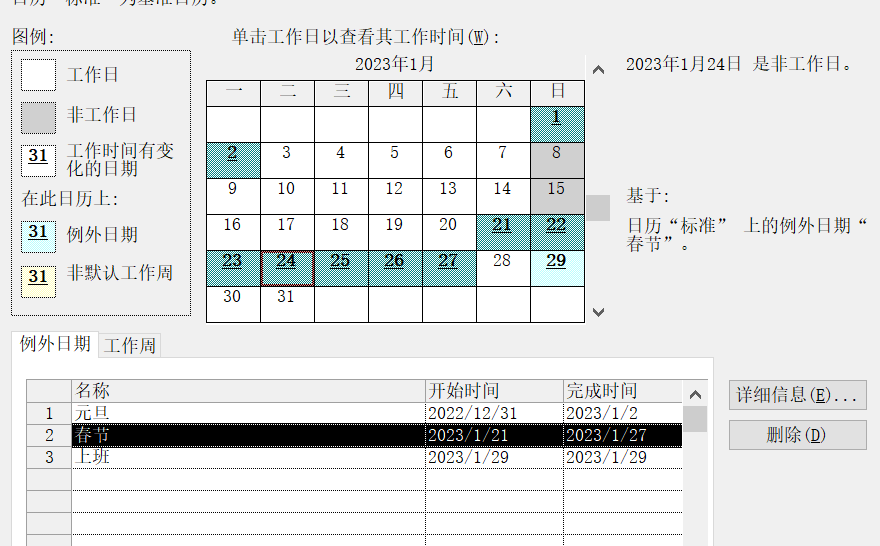 日历“标准”为基准日历。
图例:
单击工作日以查看其工作时间(W):
工作日
非工作日
31 工作时间有变
化的日期
在此日历上:
31 例外日期
31 非默认工作周
2023年1月
一 二 三 四 五 六 日
1
2 3 4 5 6 7 8
9 10 11 12 13 14 15
16 17 18 19 20 21 22
23 24 25 26 27 28 29
30 31
2023年1月24日 是非工作日。
基于:
日历“标准” 上的例外日期“
春节”。
例外日期 工作周
名称 开始时间 完成时间
1 元旦 2022/12/31 2023/1/2
2 春节 2023/1/21 2023/1/27
3 上班 2023/1/29 2023/1/29
详细信息(E)...
删除(D)